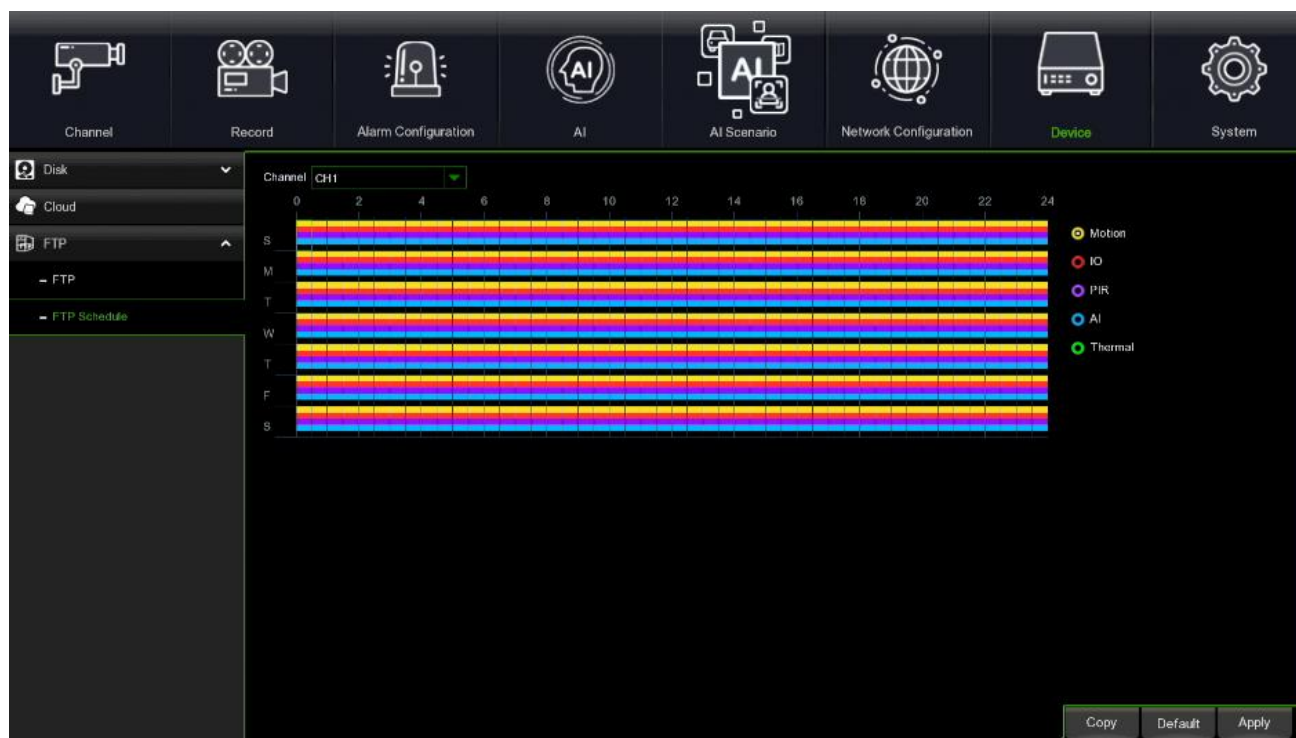 AI
AI
Channel
Record
Alarm Configuration
AI
AI Scenario
Network Configuration
Device
System
Disk
Cloud
FTP
– FTP
– FTP Schedule
Channel CH1
0 2 4 6 8 10 12 14 16 18 20 22 24
S
M
T
W
T
F
S
Motion
IO
PIR
AI
Thermal
Copy Default Apply